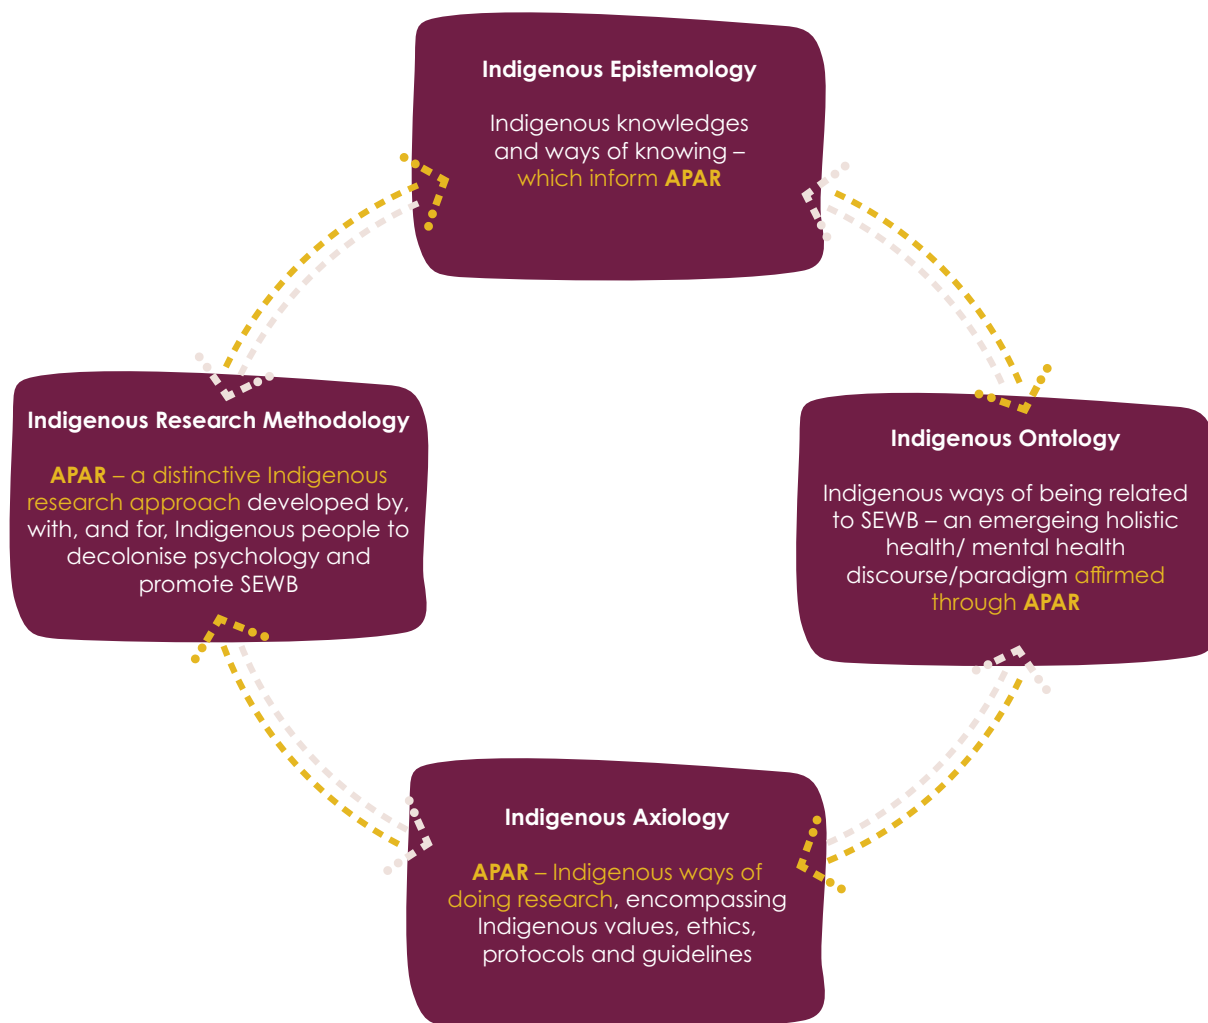 Indigenous Epistemology
Indigenous knowledges
and ways of knowing –
which inform APAR
Indigenous Research Methodology
APAR – a distinctive Indigenous
research approach developed by,
with, and for, Indigenous people to
decolonise psychology and
promote SEWB
Indigenous Ontology
Indigenous ways of being related
to SEWB – an emergeing holistic
health/ mental health
discourse/paradigm affirmed
through APAR
Indigenous Axiology
APAR – Indigenous ways of
doing research, encompassing
Indigenous values, ethics,
protocols and guidelines